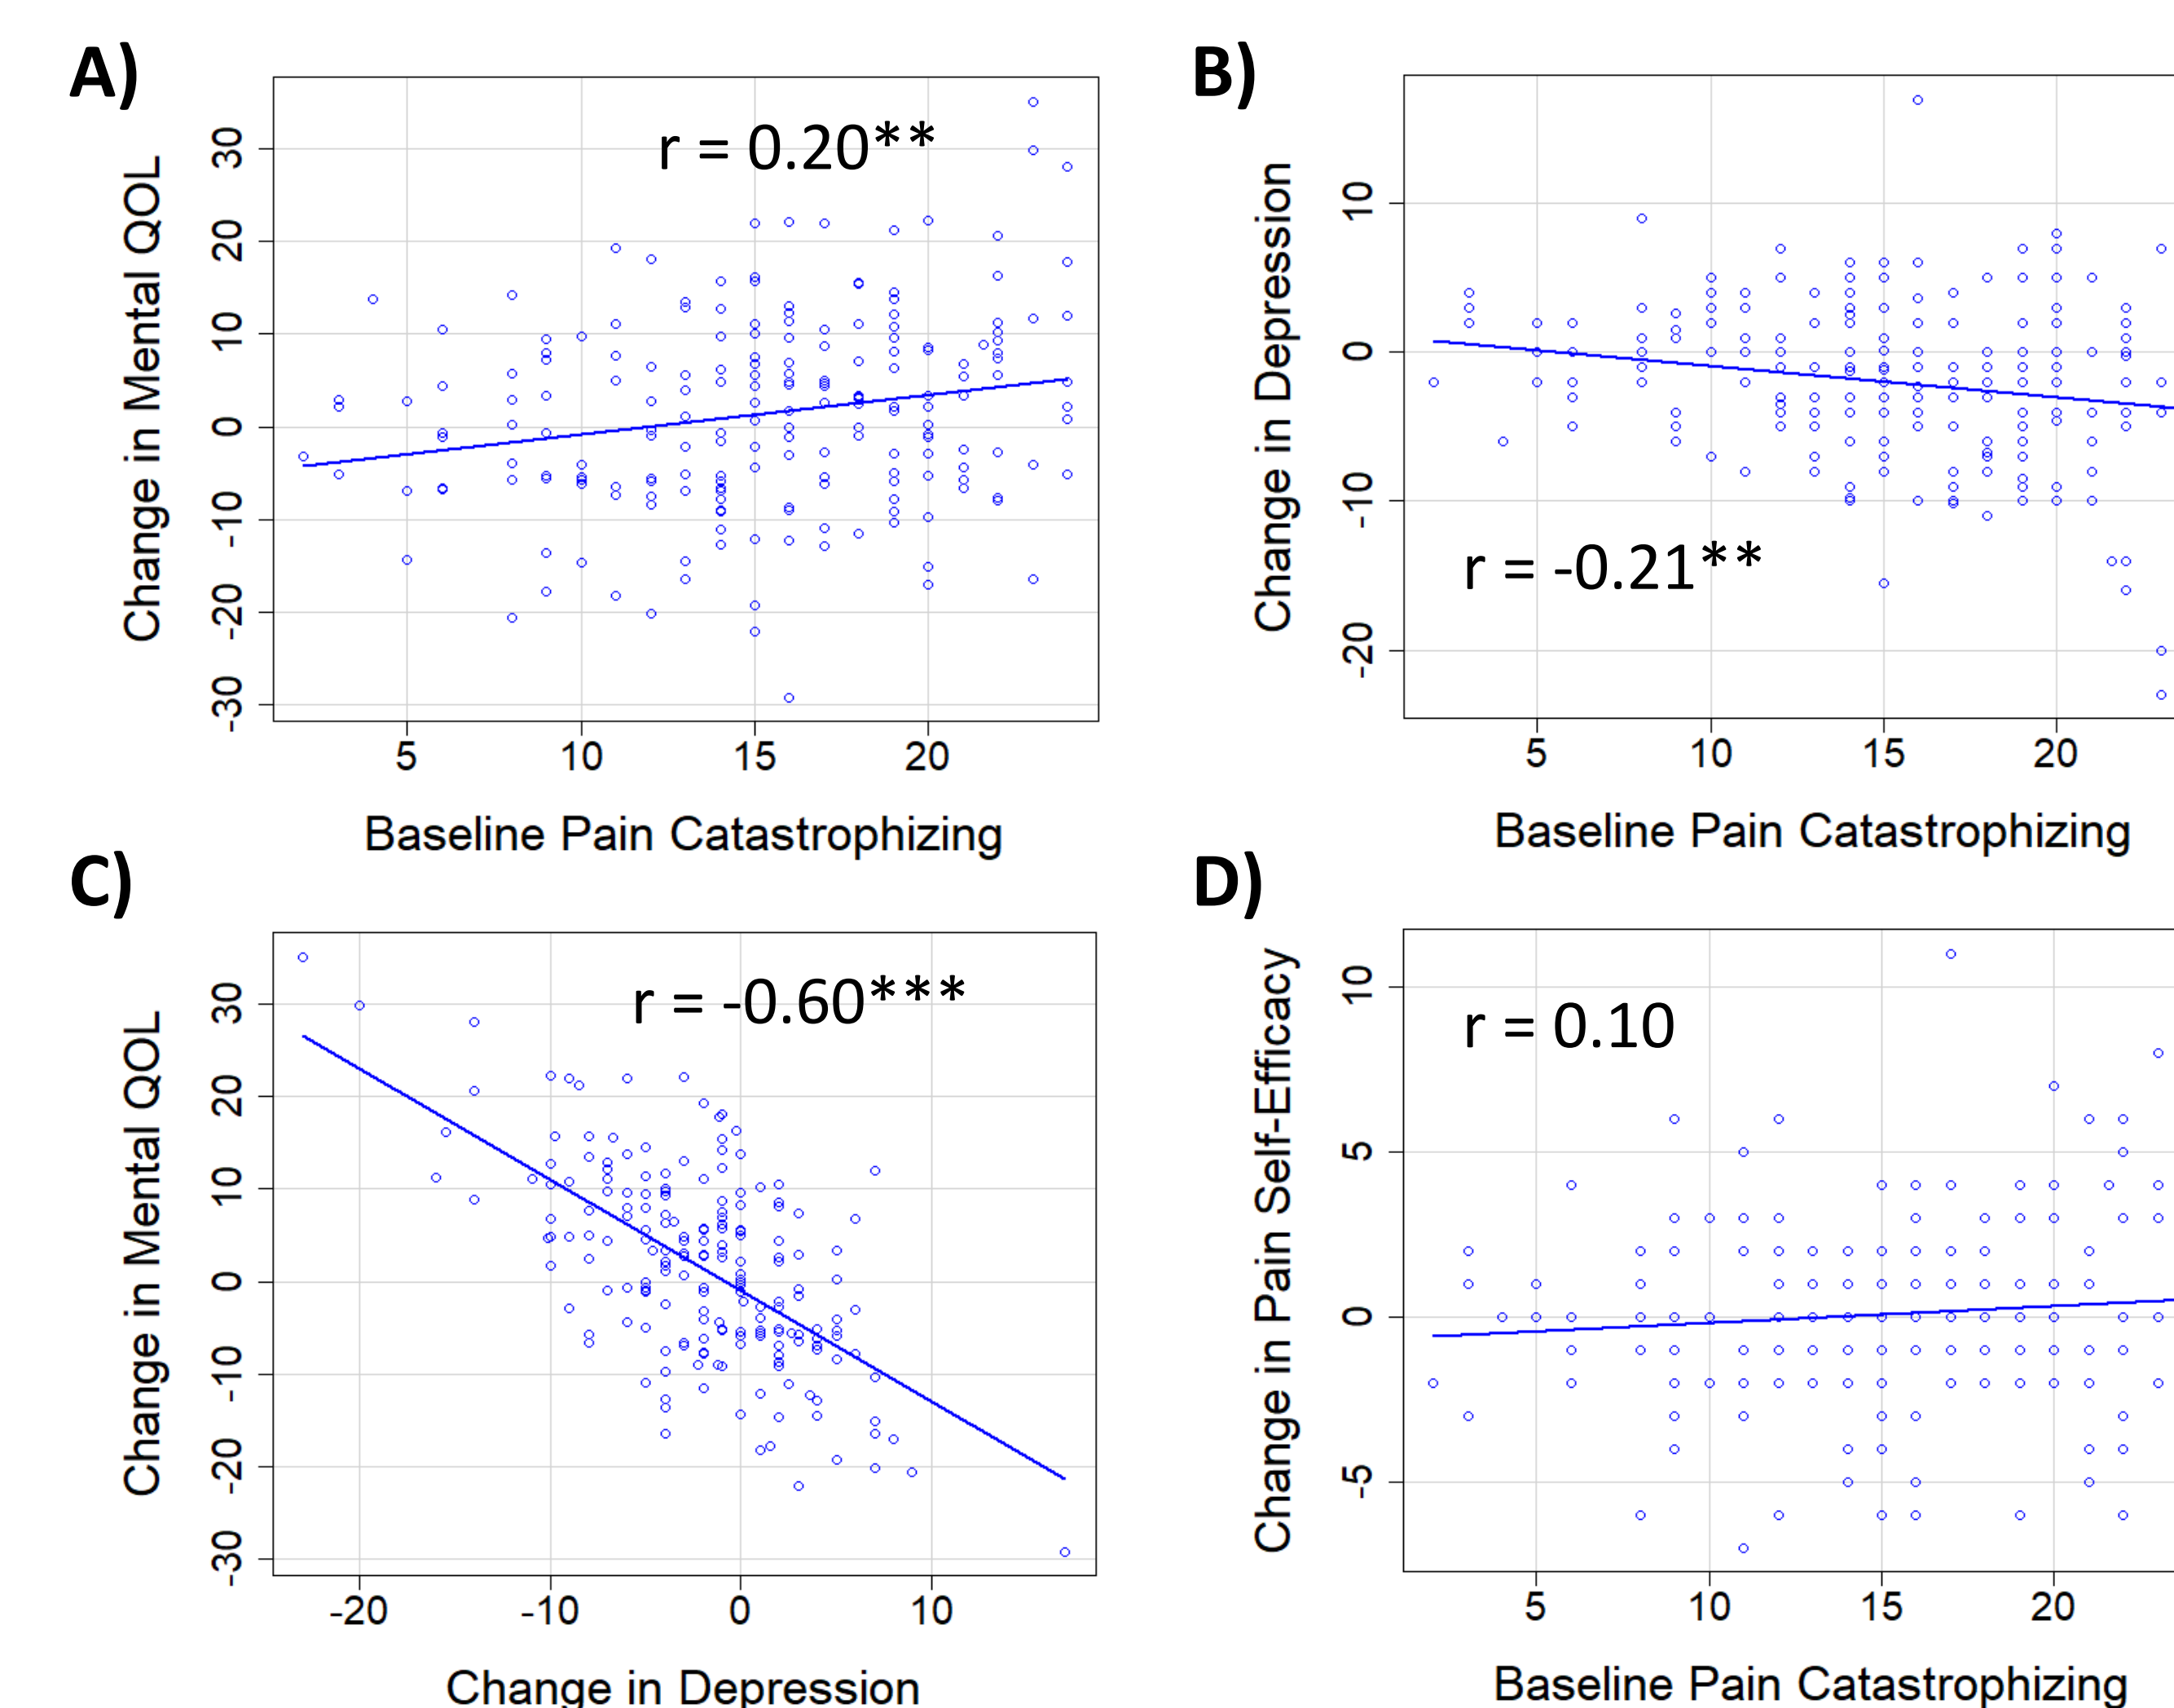 A)
r = 0.20**
Change in Mental QOL
30
20
10
0
-10
-20
-30
5 10 15 20
Baseline Pain Catastrophizing
B)
r = -0.21**
Change in Depression
10
0
-10
-20
5 10 15 20
Baseline Pain Catastrophizing
C)
r = -0.60***
Change in Mental QOL
30
20
10
0
-10
-20
-30
-20 -10 0 10
Change in Depression
D)
r = 0.10
Change in Pain Self-Efficacy
10
5
0
-5
5 10 15 20
Baseline Pain Catastrophizing